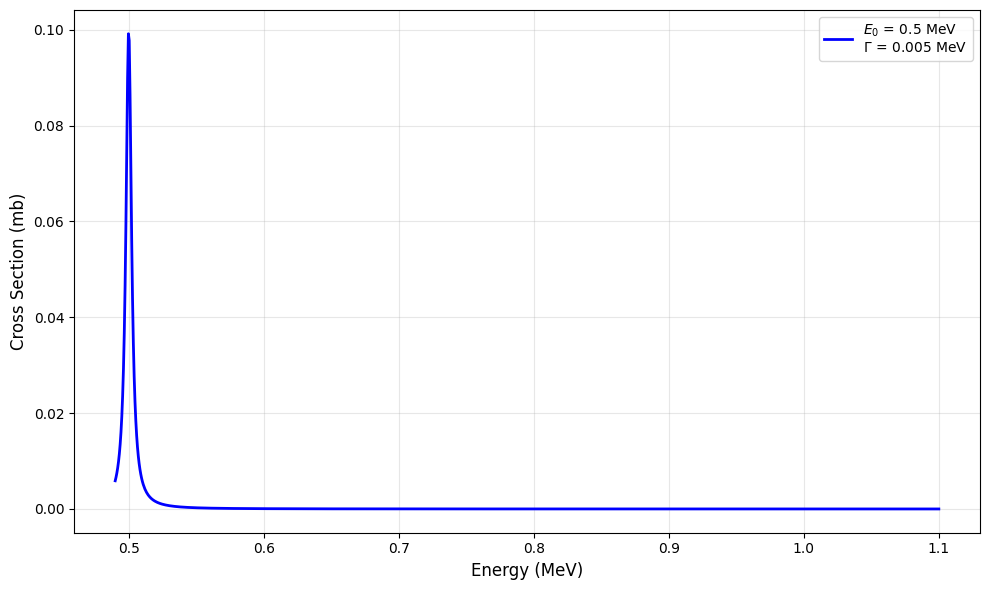 E₀ = 0.5 MeV
Γ = 0.005 MeV
Cross Section (mb)
0.10
0.08
0.06
0.04
0.02
0.00
0.5 0.6 0.7 0.8 0.9 1.0 1.1
Energy (MeV)